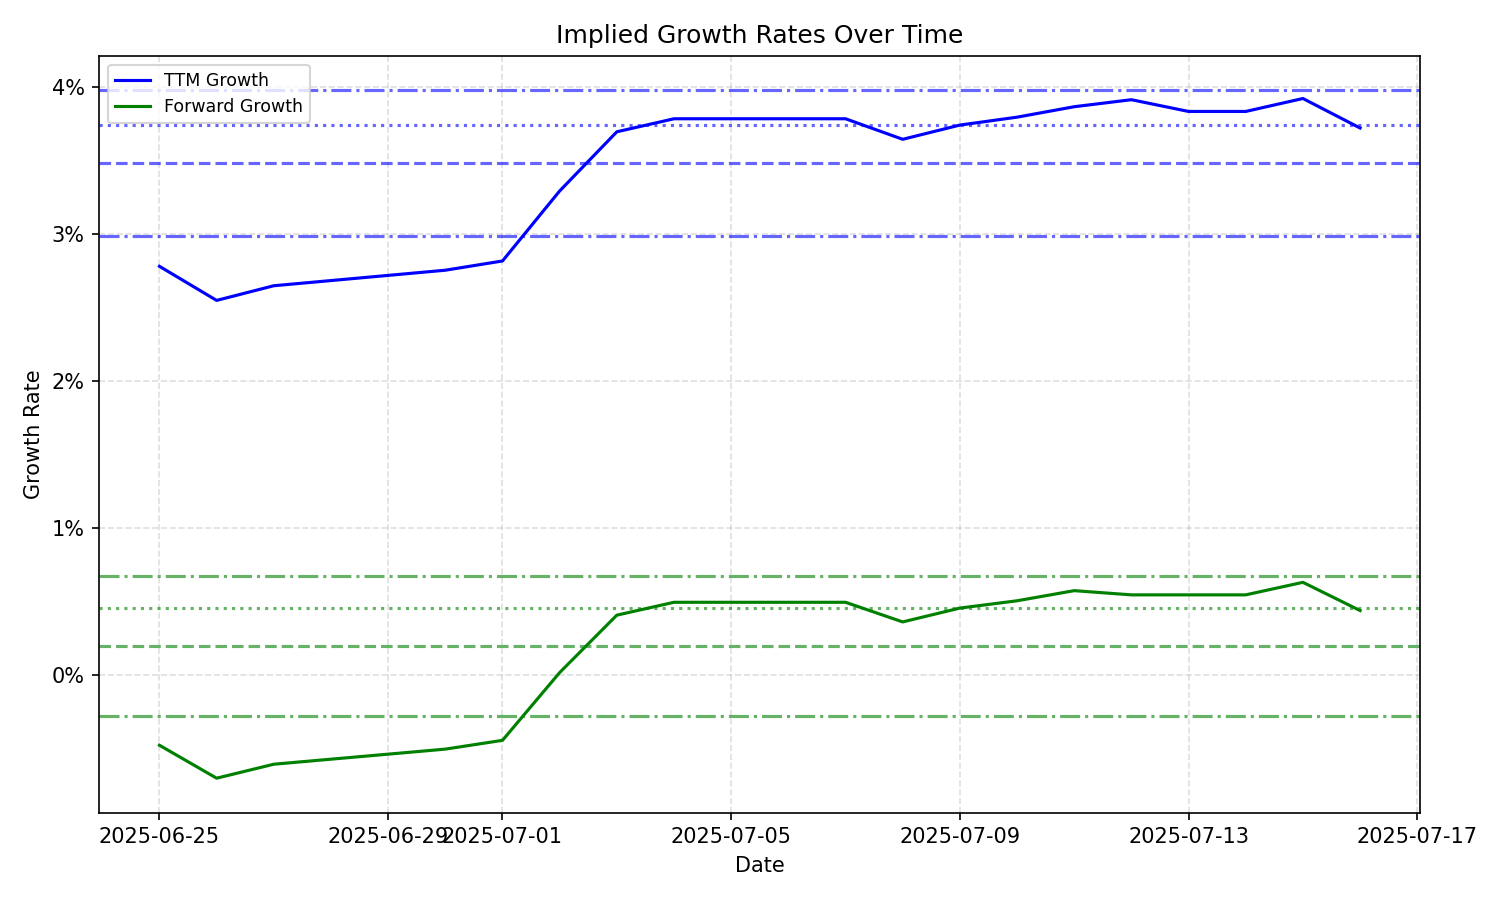 Implied Growth Rates Over Time
TTM Growth
Forward Growth
4%
3%
2%
1%
0%
Growth Rate
2025-06-25
2025-06-29
2025-07-01
2025-07-05
2025-07-09
2025-07-13
2025-07-17
Date